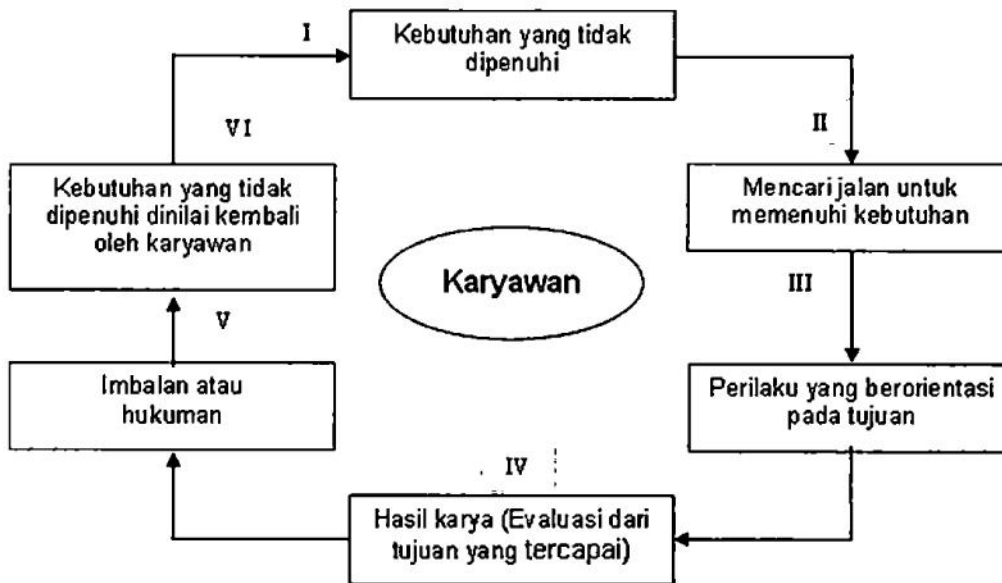 I
Kebutuhan yang tidak
dipenuhi
II
Mencari jalan untuk
memenuhi kebutuhan
III
Perilaku yang berorientasi
pada tujuan
IV
Hasil karya (Evaluasi dari
tujuan yang tercapai)
V
Imbalan atau
hukuman
VI
Kebutuhan yang tidak
dipenuhi dinilai kembali
oleh karyawan
Karyawan